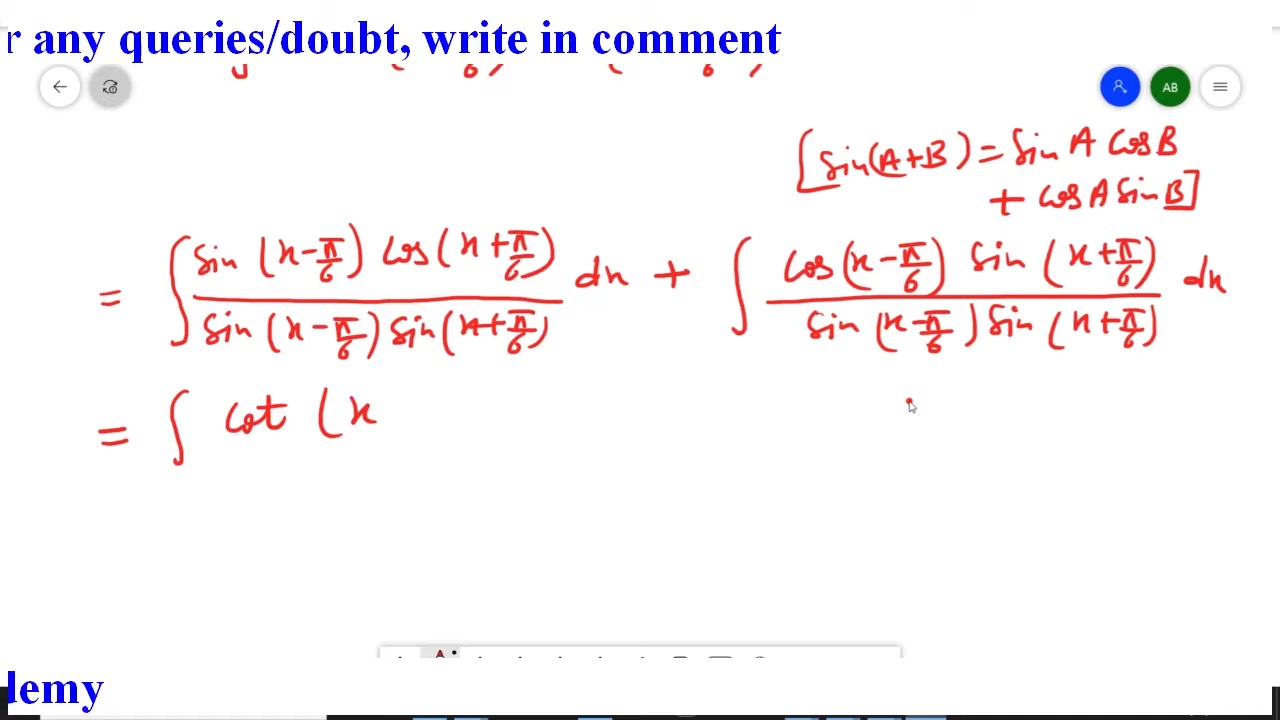 r any queries/doubt, write in comment
AB
[sin(A+B) = sin A cos B
+ cos A sin B]
= ∫ sin (x-π/6) cos (x+π/6) / sin (x-π/6) sin (x+π/6) dx + ∫ cos (x-π/6) sin (x+π/6) / sin (x-π/6) sin (x+π/6) dx
= ∫ cot (x
demy